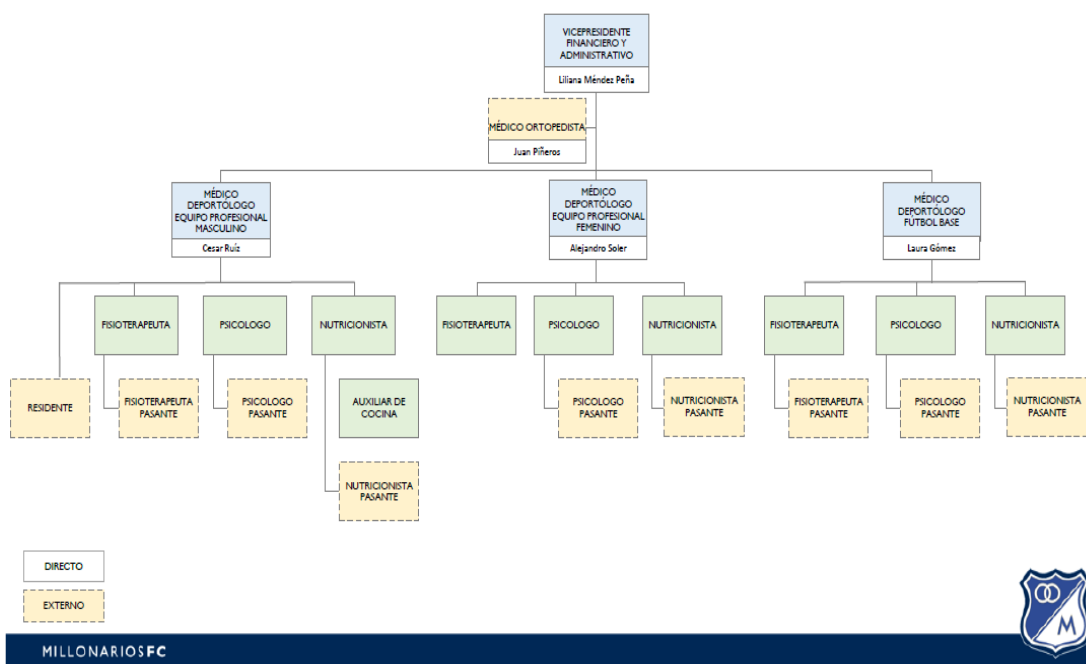 VICEPRESIDENTE
FINANCIERO Y
ADMINISTRATIVO
Liliana Méndez Peña
MÉDICO ORTOPEDISTA
Juan Piñeros
MÉDICO
DEPORTÓLOGO
EQUIPO PROFESIONAL
MASCULINO
Cesar Ruíz
MÉDICO
DEPORTÓLOGO
EQUIPO PROFESIONAL
FEMENINO
Alejandro Soler
MÉDICO
DEPORTÓLOGO
FÚTBOL BASE
Laura Gómez
FISIOTERAPEUTA
PSICOLOGO
NUTRICIONISTA
FISIOTERAPEUTA
PSICOLOGO
NUTRICIONISTA
FISIOTERAPEUTA
PSICOLOGO
NUTRICIONISTA
RESIDENTE
FISIOTERAPEUTA
PASANTE
PSICOLOGO
PASANTE
AUXILIAR DE
COCINA
PSICOLOGO
PASANTE
NUTRICIONISTA
PASANTE
FISIOTERAPEUTA
PASANTE
PSICOLOGO
PASANTE
NUTRICIONISTA
PASANTE
NUTRICIONISTA
PASANTE
DIRECTO
EXTERNO
M
MILLONARIOSFC